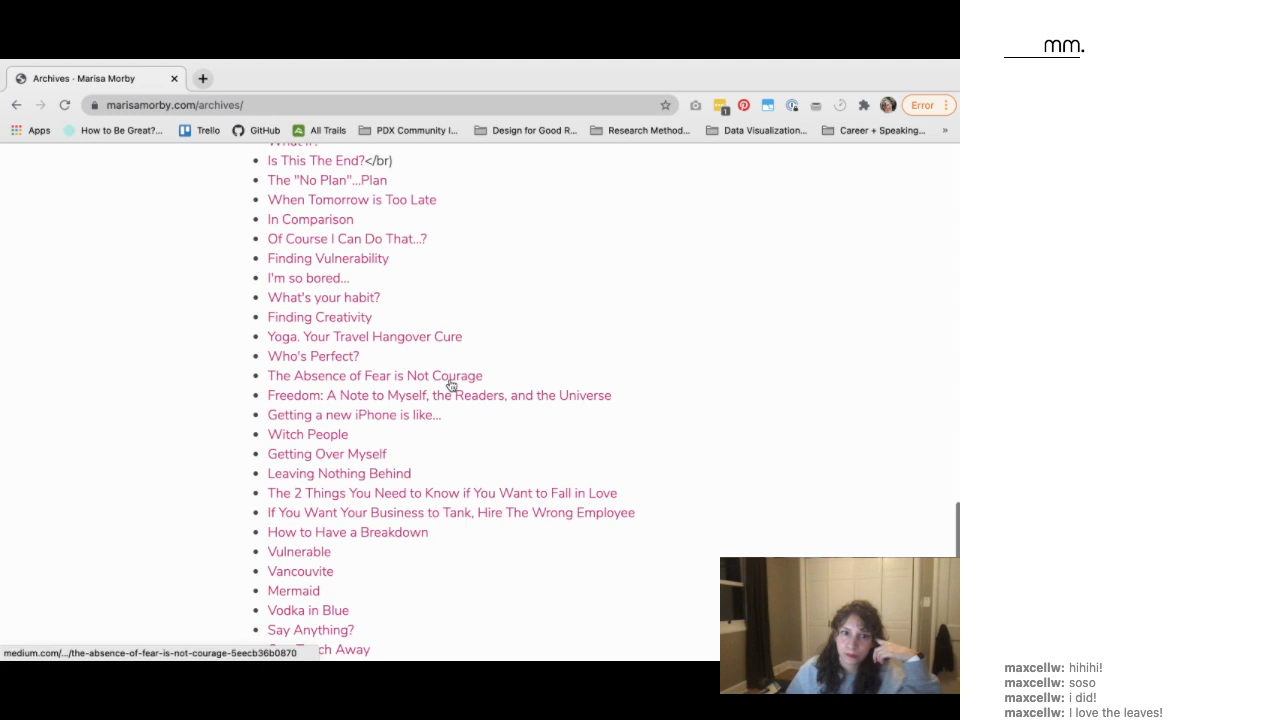 mm.
Archives · Marisa Morby
marisamorby.com/archives/
1
Error
Apps
How to Be Great?...
Trello
GitHub
All Trails
PDX Community I...
Design for Good R...
Research Method...
Data Visualization...
Career + Speaking...
»
What if?
Is This The End?</br)
The "No Plan"...Plan
When Tomorrow is Too Late
In Comparison
Of Course I Can Do That...?
Finding Vulnerability
I'm so bored...
What's your habit?
Finding Creativity
Yoga. Your Travel Hangover Cure
Who's Perfect?
The Absence of Fear is Not Courage
Freedom: A Note to Myself, the Readers, and the Universe
Getting a new iPhone is like...
Witch People
Getting Over Myself
Leaving Nothing Behind
The 2 Things You Need to Know if You Want to Fall in Love
If You Want Your Business to Tank, Hire The Wrong Employee
How to Have a Breakdown
Vulnerable
Vancouvite
Mermaid
Vodka in Blue
Say Anything?
Away
medium.com/.../the-absence-of-fear-is-not-courage-5eecb36b0870
maxcellw: hihihi!
maxcellw: soso
maxcellw: i did!
maxcellw: I love the leaves!